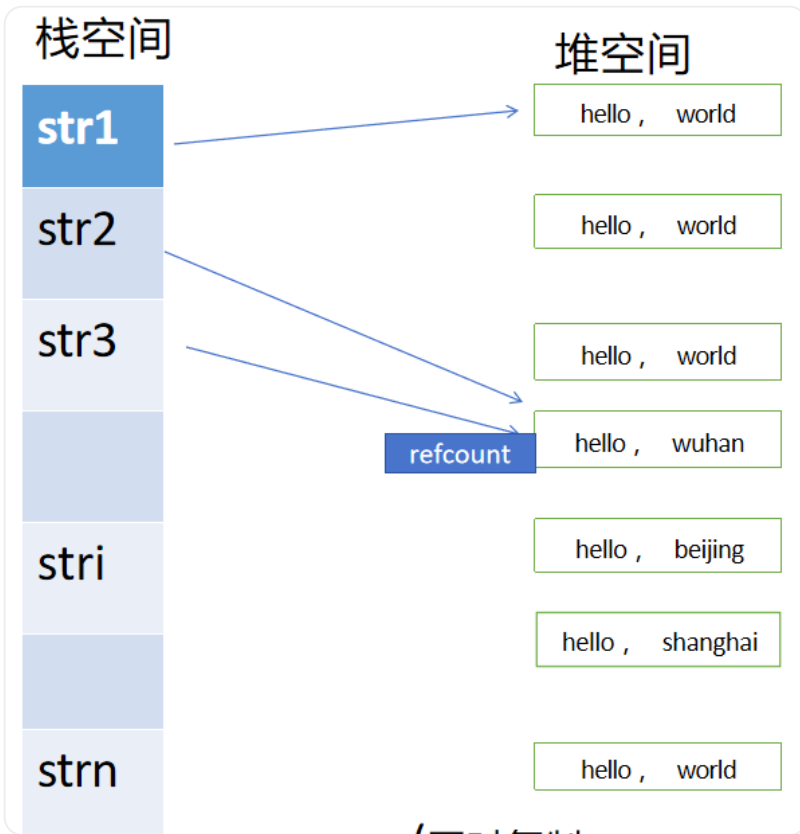 栈空间
堆空间
str1
hello , world
str2
hello , world
str3
hello , world
refcount
hello , wuhan
stri
hello , beijing
hello , shanghai
strn
hello , world